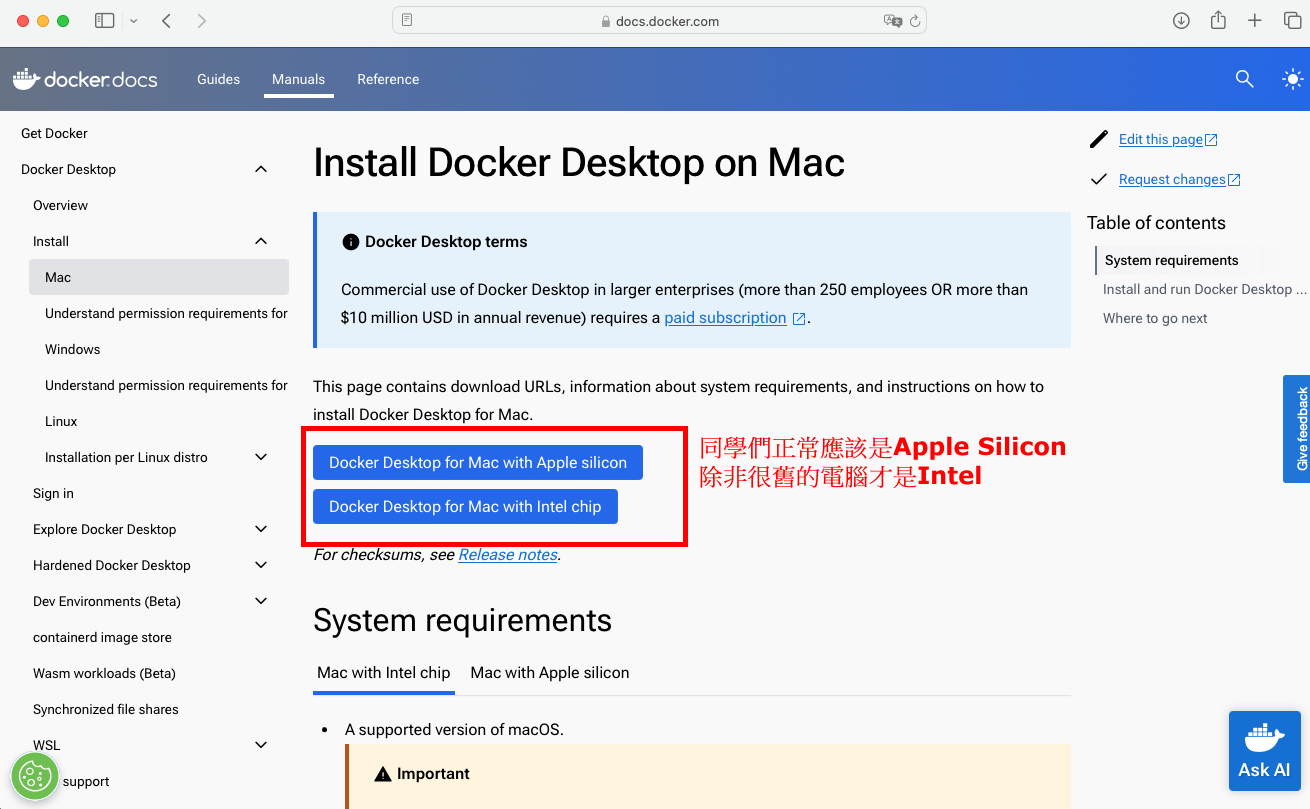 docs.docker.com
docker.docs
Guides
Manuals
Reference
Get Docker
Docker Desktop
Overview
Install
Mac
Understand permission requirements for
Windows
Understand permission requirements for
Linux
Installation per Linux distro
Sign in
Explore Docker Desktop
Hardened Docker Desktop
Dev Environments (Beta)
containerd image store
Wasm workloads (Beta)
Synchronized file shares
WSL
support
Install Docker Desktop on Mac
Docker Desktop terms
Commercial use of Docker Desktop in larger enterprises (more than 250 employees OR more than
$10 million USD in annual revenue) requires a paid subscription.
This page contains download URLs, information about system requirements, and instructions on how to
install Docker Desktop for Mac.
Docker Desktop for Mac with Apple silicon
Docker Desktop for Mac with Intel chip
同學們正常應該是Apple Silicon
除非很舊的電腦才是Intel
For checksums, see Release notes.
System requirements
Mac with Intel chip
Mac with Apple silicon
• A supported version of macOS.
Important
Edit this page
Request changes
Table of contents
System requirements
Install and run Docker Desktop ...
Where to go next
Give feedback
Ask AI